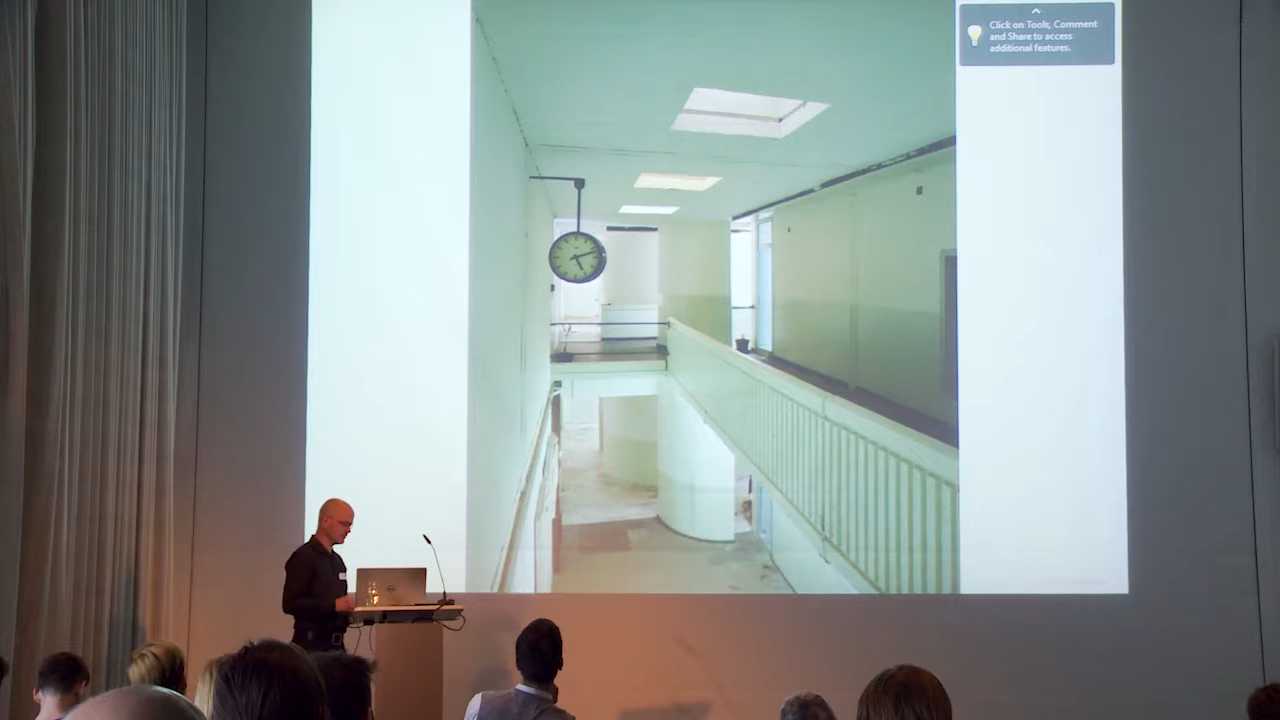 Click on Tools, Comment
and Share to access
additional features.